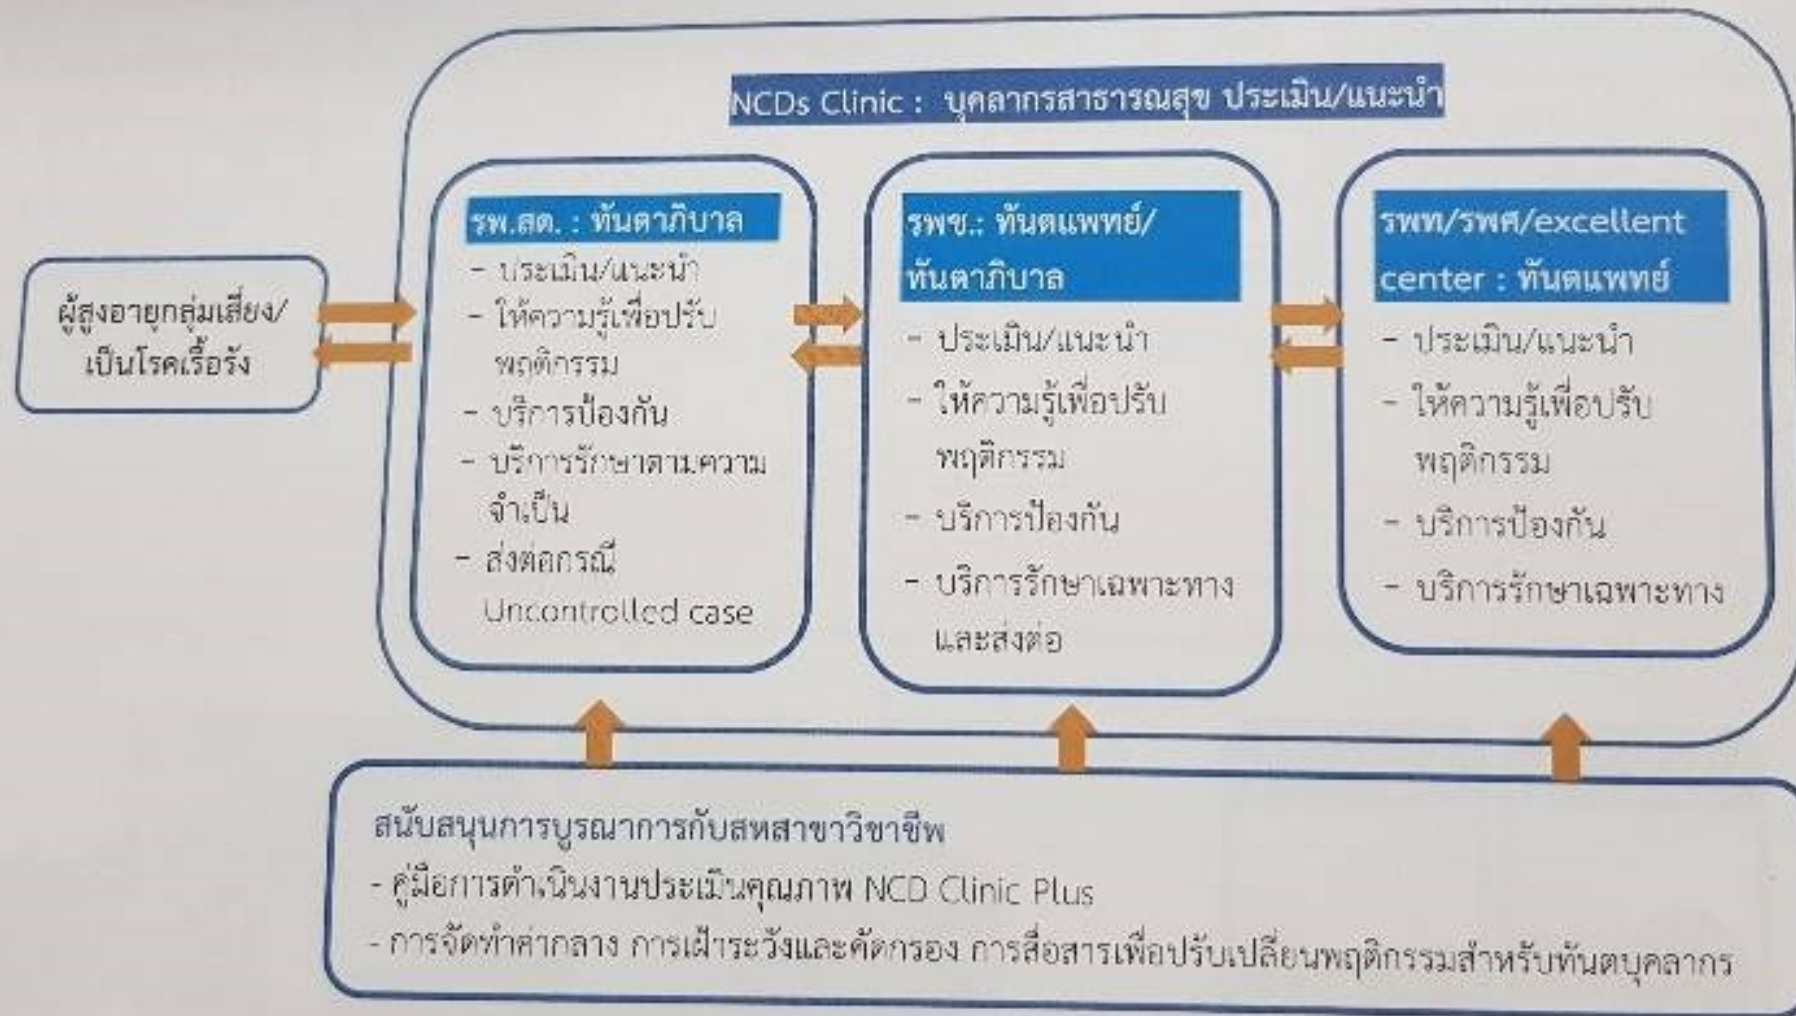 NCDs Clinic : บุคลากรสาธารณสุข ประเมิน/แนะนำ
ผู้สูงอายุกลุ่มเสี่ยง/
เป็นโรคเรื้อรัง
รพ.สต. : ทันตาภิบาล
- ประเมิน/แนะนำ
- ให้ความรู้เพื่อปรับ
พฤติกรรม
- บริการป้องกัน
- บริการรักษาตามความ
จำเป็น
- ส่งต่อกรณี
Uncontrolled case
รพช.: ทันตแพทย์/
ทันตาภิบาล
- ประเมิน/แนะนำ
- ให้ความรู้เพื่อปรับ
พฤติกรรม
- บริการป้องกัน
- บริการรักษาเฉพาะทาง
และส่งต่อ
รพท/รพศ/excellent
center : ทันตแพทย์
- ประเมิน/แนะนำ
- ให้ความรู้เพื่อปรับ
พฤติกรรม
- บริการป้องกัน
- บริการรักษาเฉพาะทาง
สนับสนุนการบูรณาการกับสหสาขาวิชาชีพ
- คู่มือการดำเนินงานประเมินคุณภาพ NCD Clinic Plus
- การจัดทำค่ากลาง การเฝ้าระวังและคัดกรอง การสื่อสารเพื่อปรับเปลี่ยนพฤติกรรมสำหรับทันตบุคลากร